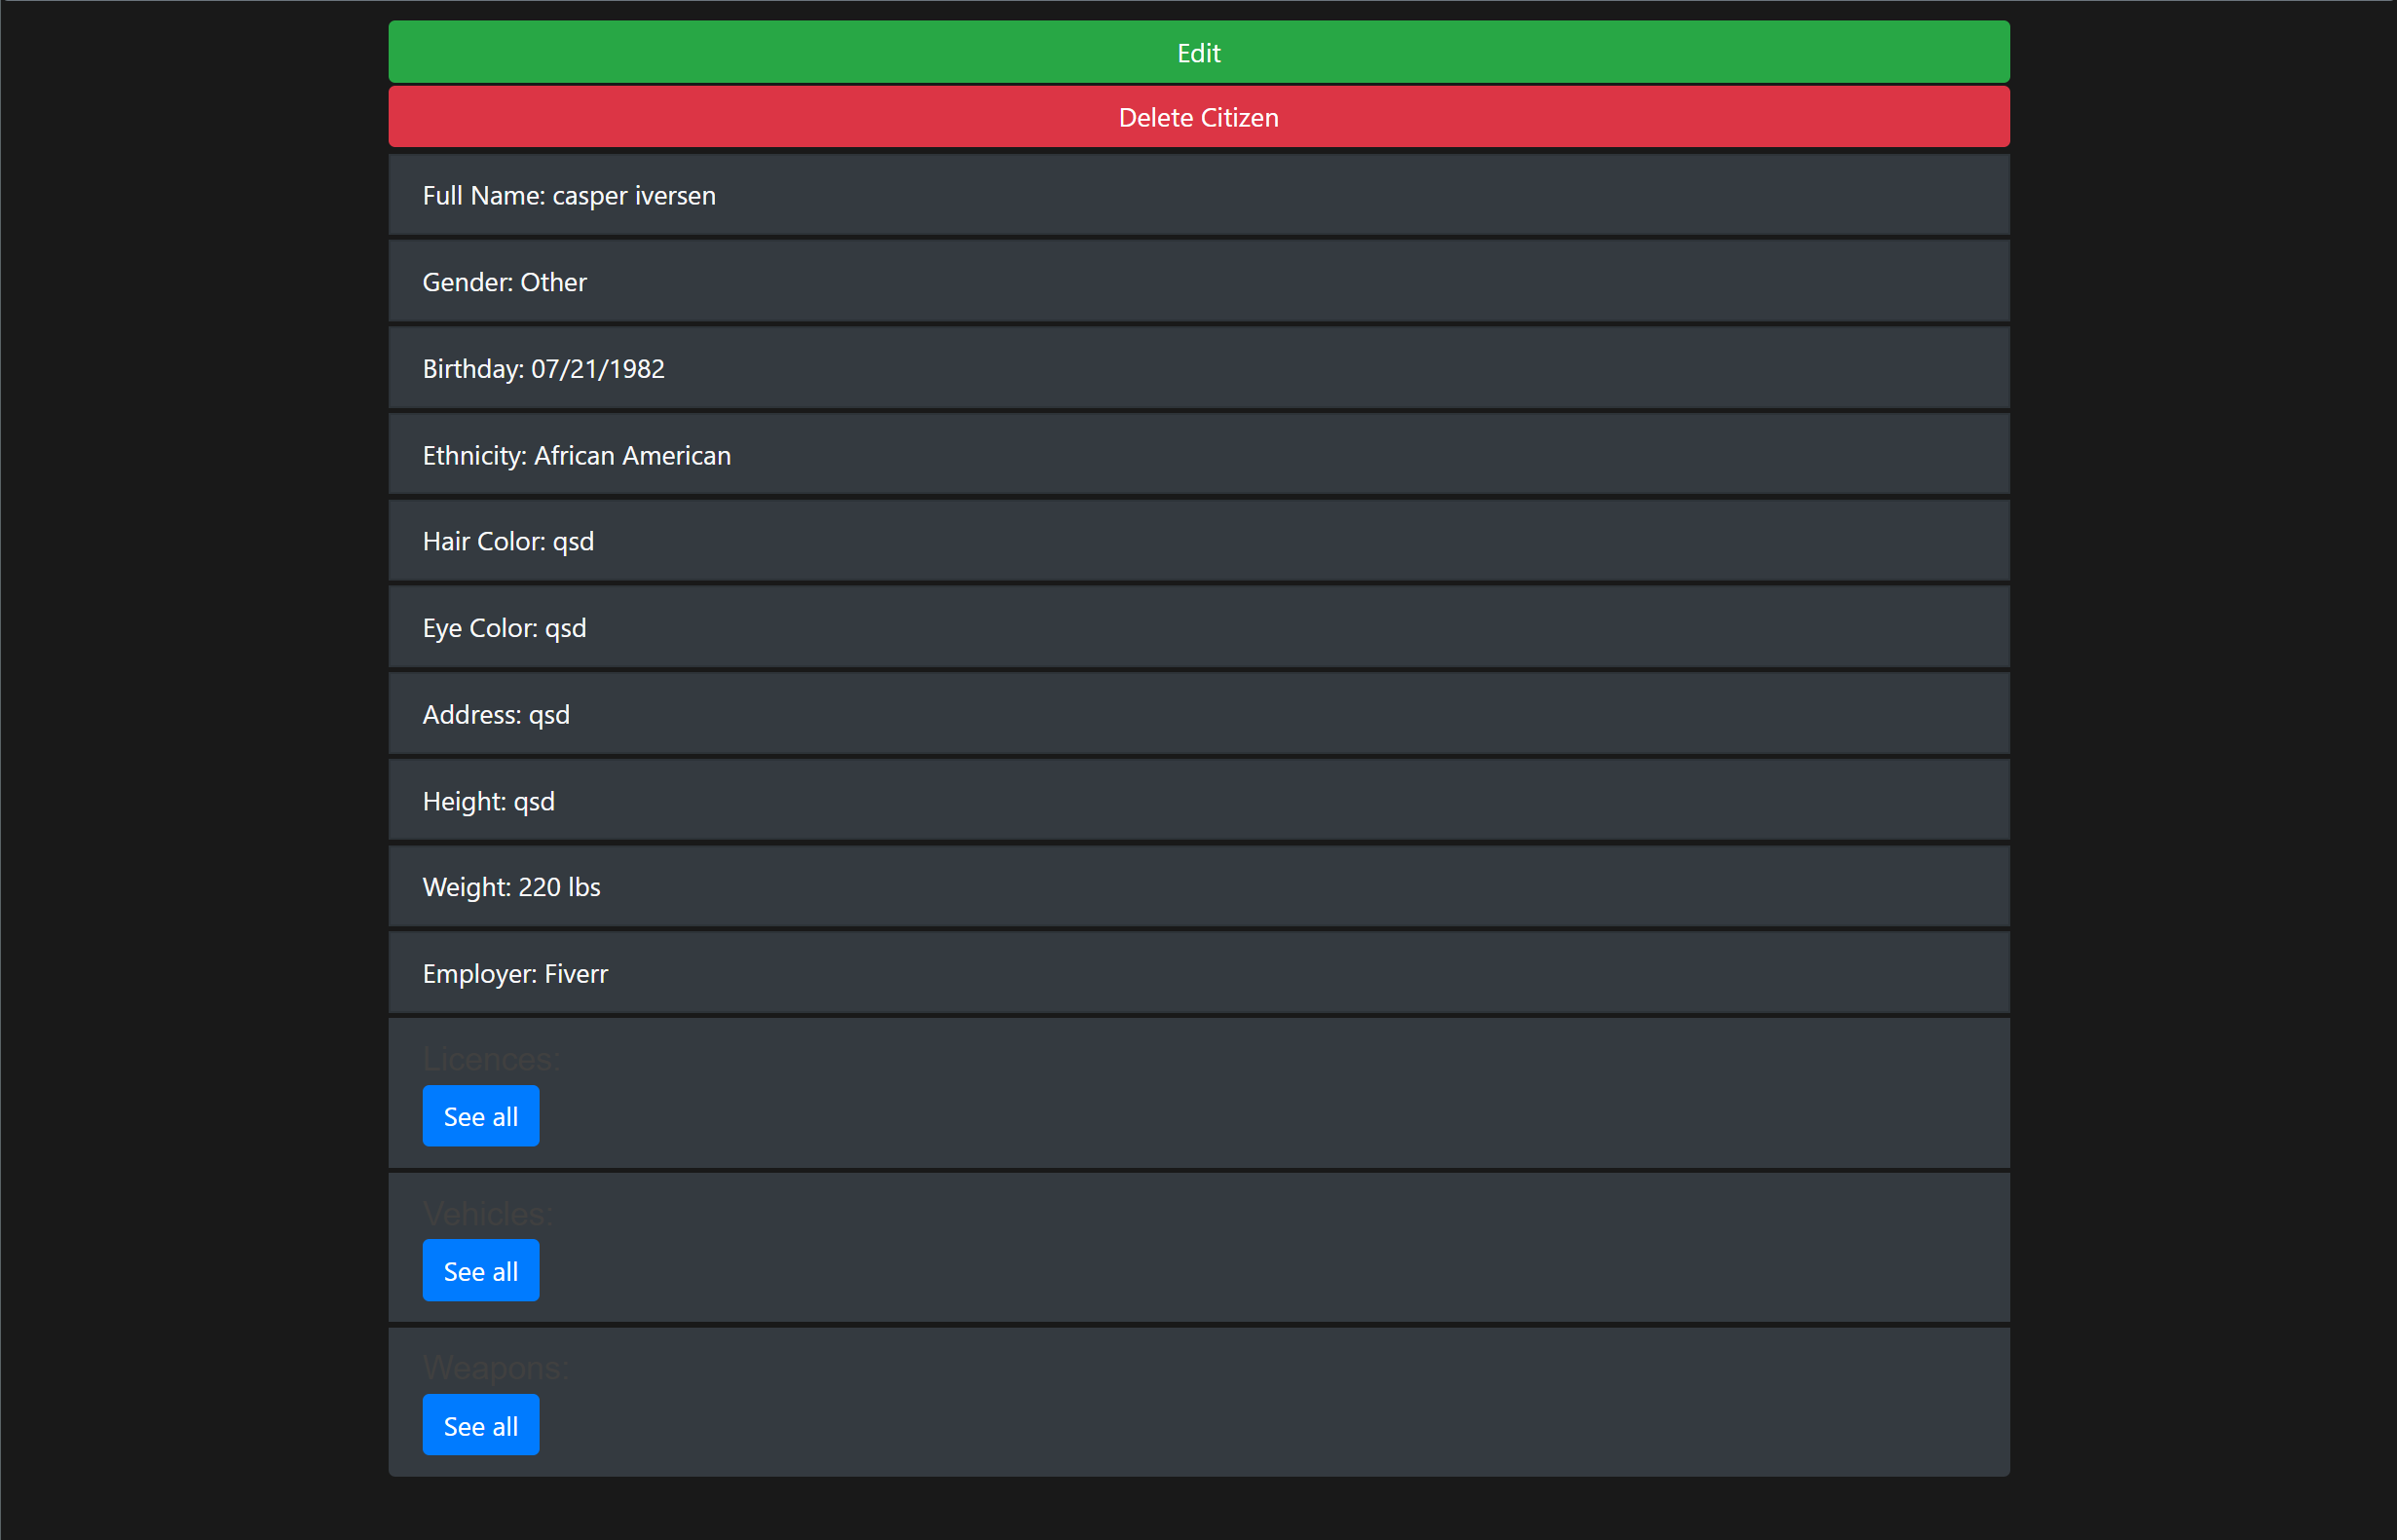 Edit
Delete Citizen
Full Name: casper iversen
Gender: Other
Birthday: 07/21/1982
Ethnicity: African American
Hair Color: qsd
Eye Color: qsd
Address: qsd
Height: qsd
Weight: 220 lbs
Employer: Fiverr
Licences:
See all
Vehicles:
See all
Weapons:
See all